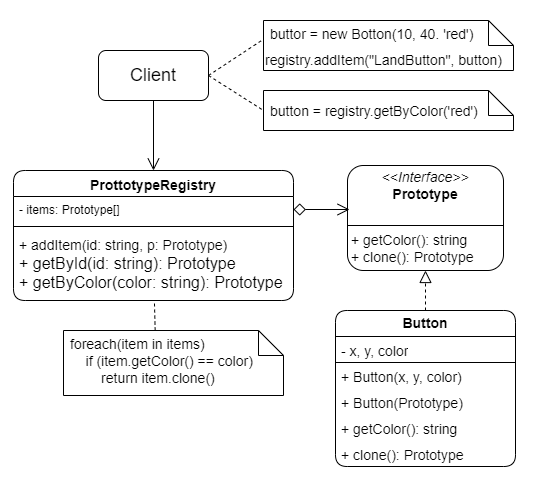 Client
buttor = new Botton(10, 40. 'red')
registry.addItem("LandButton", button)
button = registry.getByColor('red')
ProttotypeRegistry
- items: Prototype[]
+ addItem(id: string, p: Prototype)
+ getById(id: string): Prototype
+ getByColor(color: string): Prototype
<<Interface>>
Prototype
+ getColor(): string
+ clone(): Prototype
foreach(item in items)
if (item.getColor() == color)
return item.clone()
Button
- x, y, color
+ Button(x, y, color)
+ Button(Prototype)
+ getColor(): string
+ clone(): Prototype